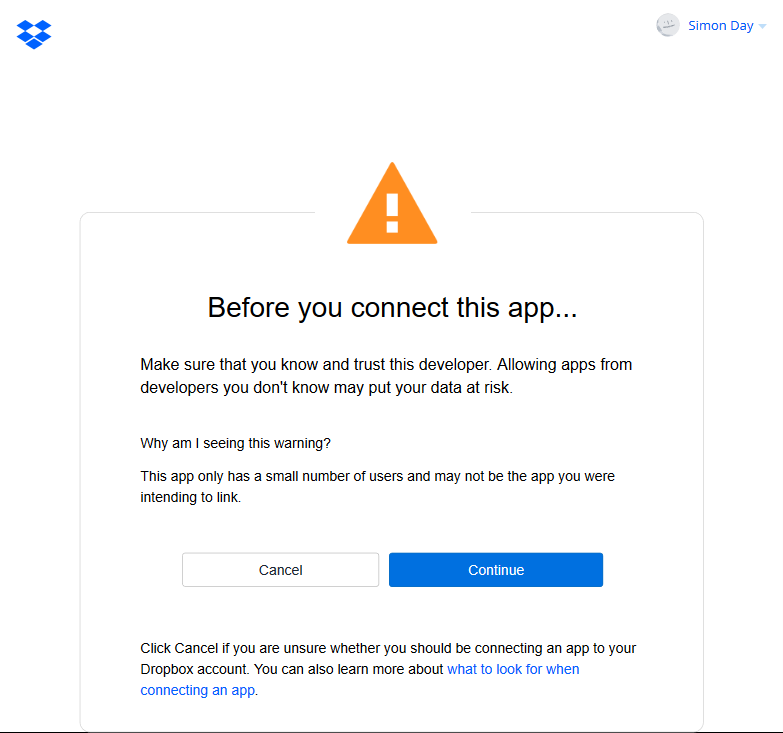 Simon Day
Before you connect this app...
Make sure that you know and trust this developer. Allowing apps from
developers you don't know may put your data at risk.
Why am I seeing this warning?
This app only has a small number of users and may not be the app you were
intending to link.
Cancel
Continue
Click Cancel if you are unsure whether you should be connecting an app to your
Dropbox account. You can also learn more about what to look for when
connecting an app.